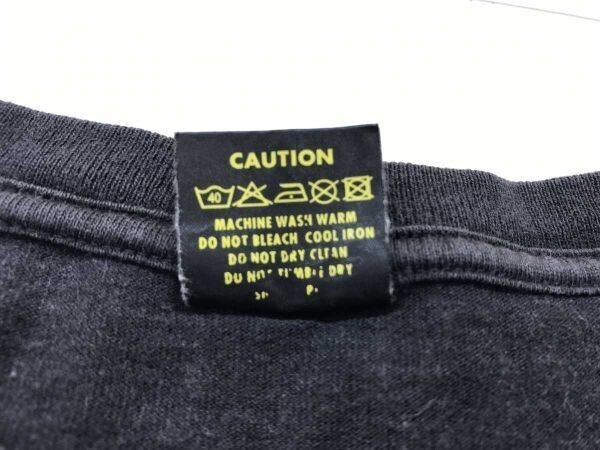 CAUTION
40
MACHINE WASH WARM
DO NOT BLEACH COOL IRON
DO NOT DRY CLEAN
DO NOT TUMBLE DRY